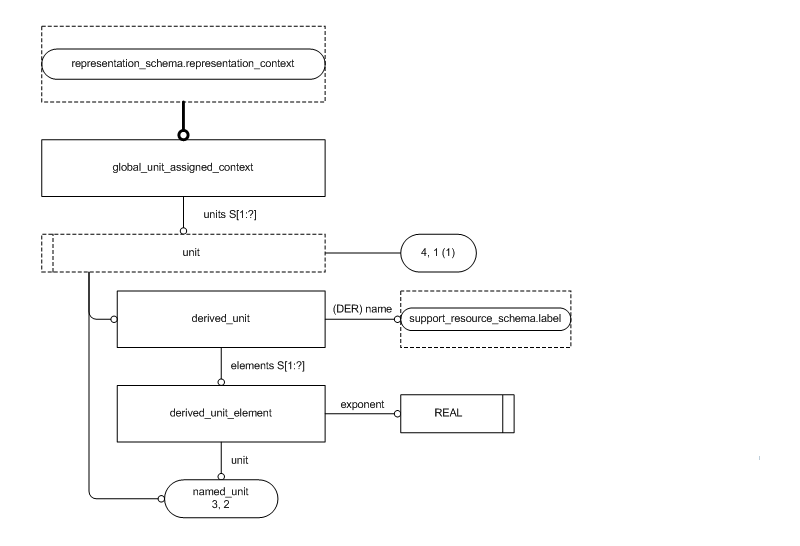 representation_schema.representation_context
global_unit_assigned_context
units S[1:?]
unit
4, 1 (1)
derived_unit
(DER) name
support_resource_schema.label
elements S[1:?]
derived_unit_element
exponent
REAL
unit
named_unit
3, 2